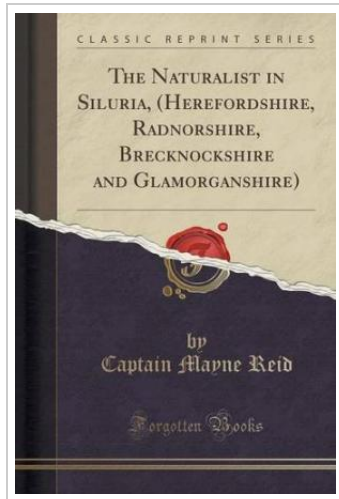 CLASSIC REPRINT SERIES
THE NATURALIST IN
SILURIA, (HEREFORDSHIRE,
RADNORSHIRE,
BRECKNOCKSHIRE
AND GLAMORGANSHIRE)
by
Captain Mayne Reid
Forgotten Books